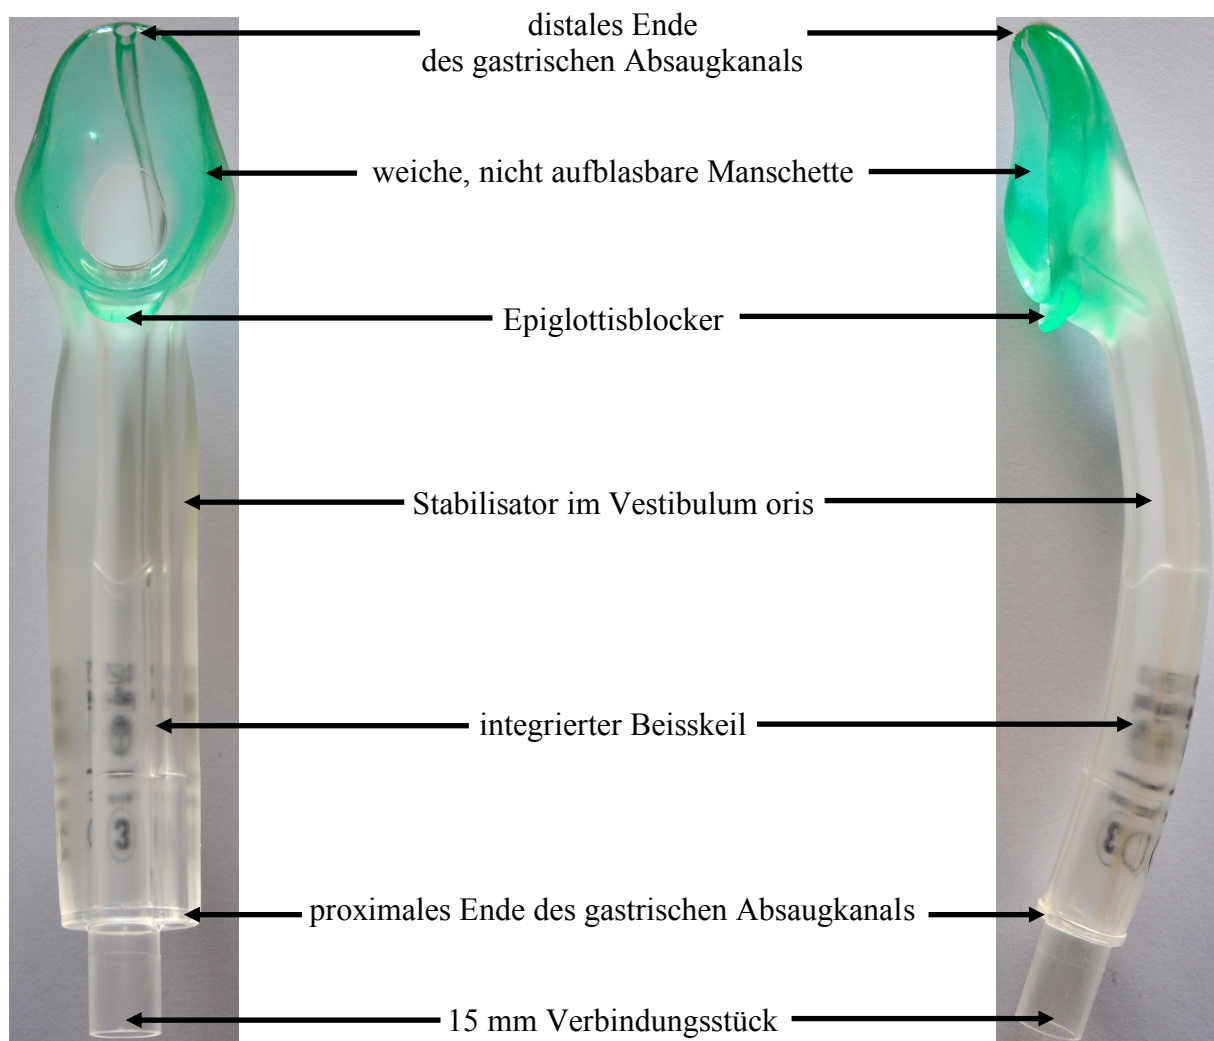 distales Ende
des gastrischen Absaugkanals
weiche, nicht aufblasbare Manschette
Epiglottisblocker
Stabilisator im Vestibulum oris
integrierter Beisskeil
proximales Ende des gastrischen Absaugkanals
15 mm Verbindungsstück
3
3